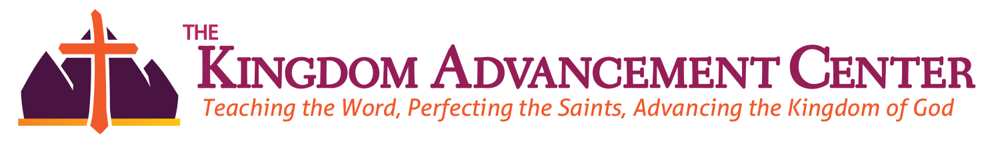 THE
KINGDOM ADVANCEMENT CENTER
Teaching the Word, Perfecting the Saints, Advancing the Kingdom of God